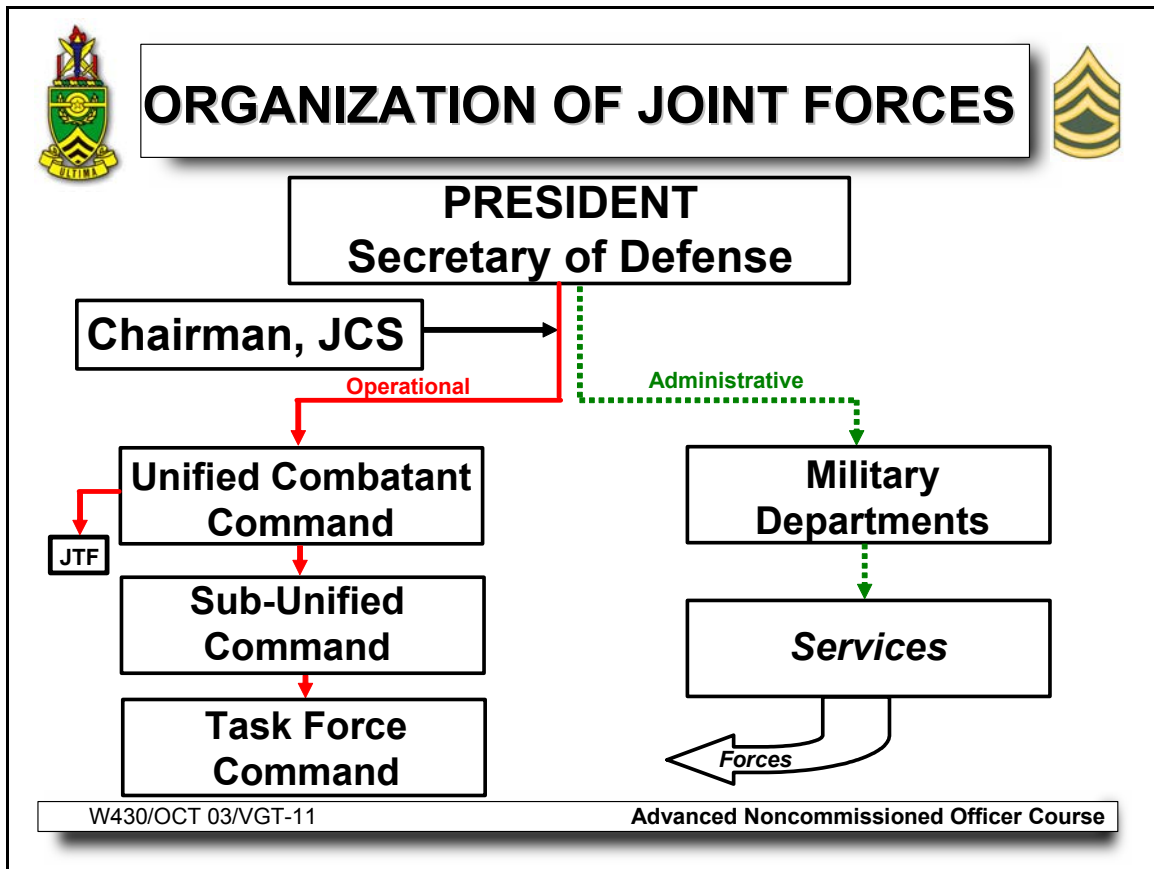 ORGANIZATION OF JOINT FORCES
ULTIMA
PRESIDENT
Secretary of Defense
Chairman, JCS
Operational
Administrative
Unified Combatant
Command
Military
Departments
JTF
Sub-Unified
Command
Services
Task Force
Command
Forces
W430/OCT 03/VGT-11
Advanced Noncommissioned Officer Course